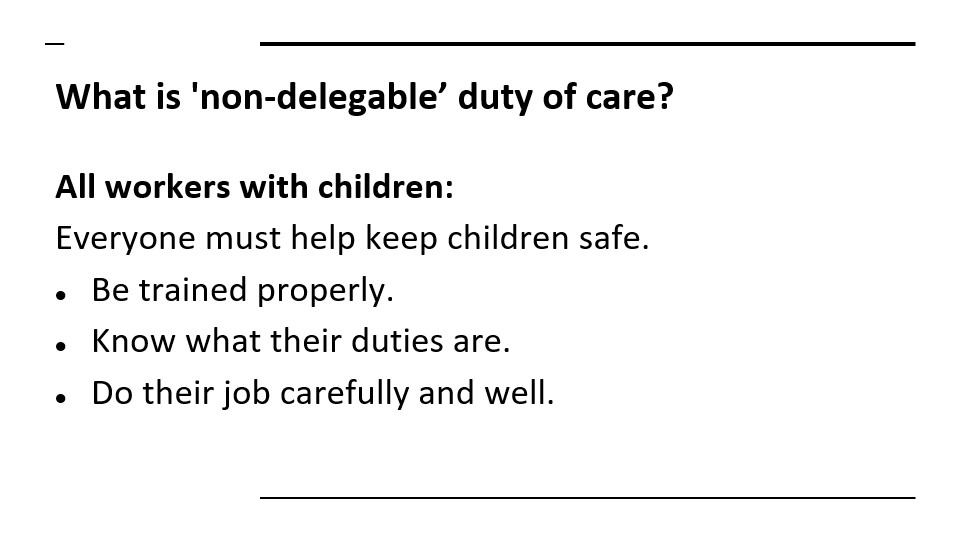 What is 'non-delegable’ duty of care?
All workers with children:
Everyone must help keep children safe.
● Be trained properly.
● Know what their duties are.
● Do their job carefully and well.